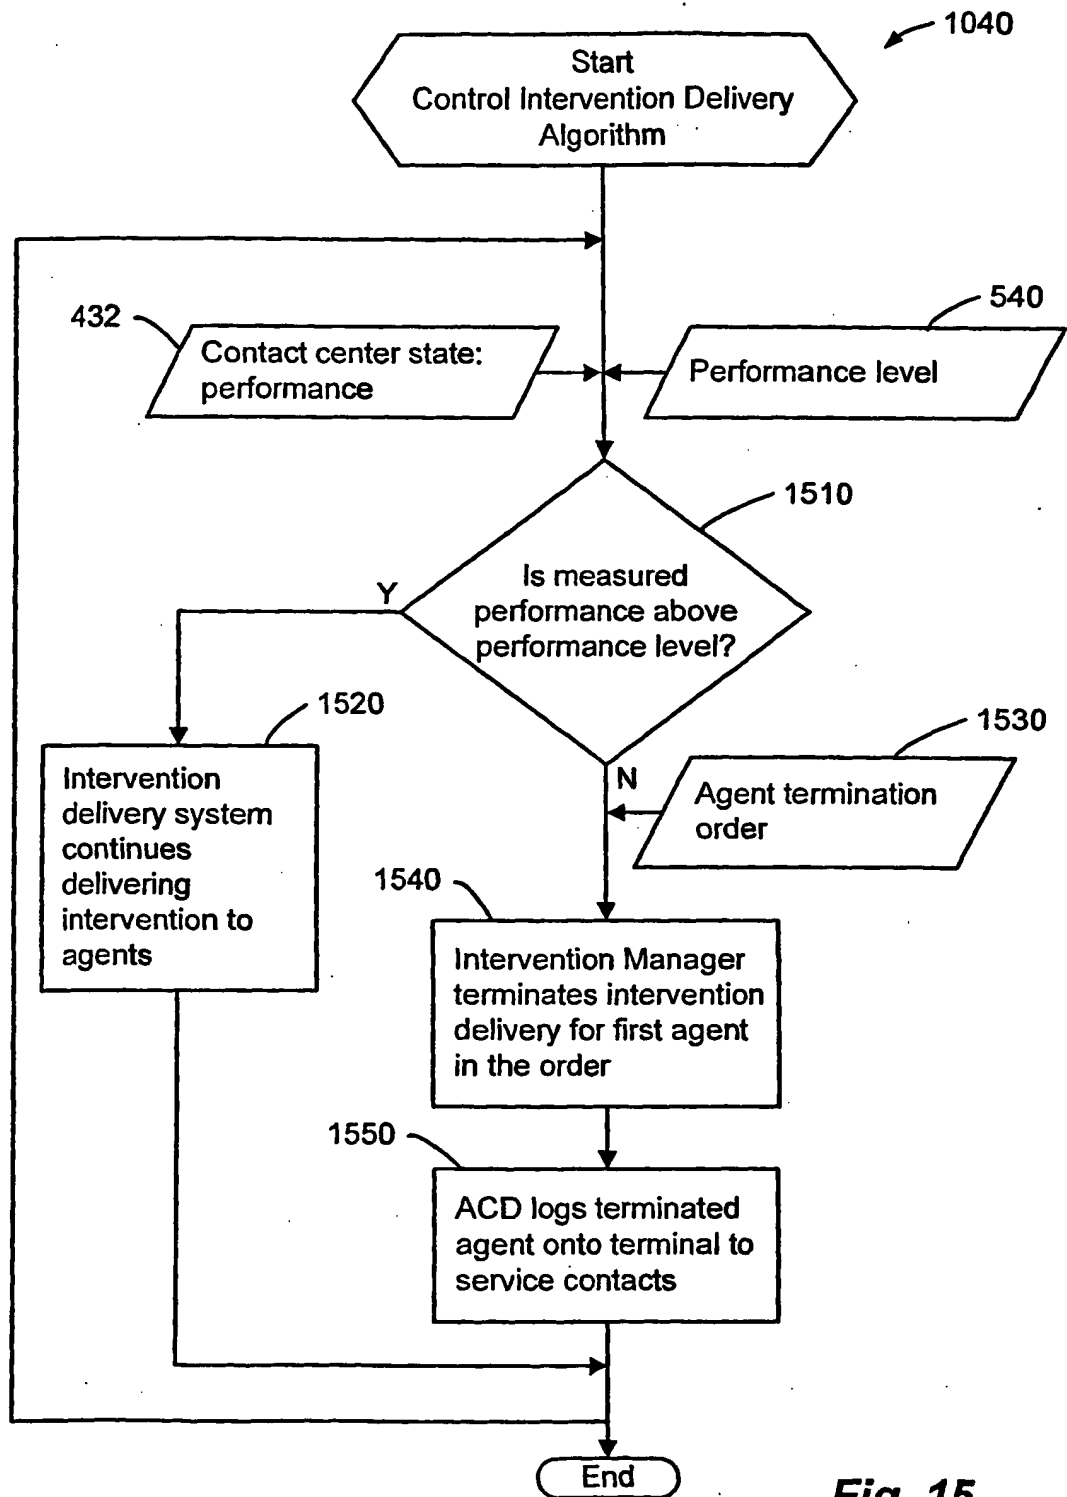 1040
Start
Control Intervention Delivery
Algorithm
432
540
Contact center state:
performance
Performance level
1510
Is measured
performance above
performance level?
Y
1520
1530
Intervention
delivery system
continues
delivering
intervention to
agents
N
Agent termination
order
1540
Intervention Manager
terminates intervention
delivery for first agent
in the order
1550
ACD logs terminated
agent onto terminal to
service contacts
End
Fig. 15